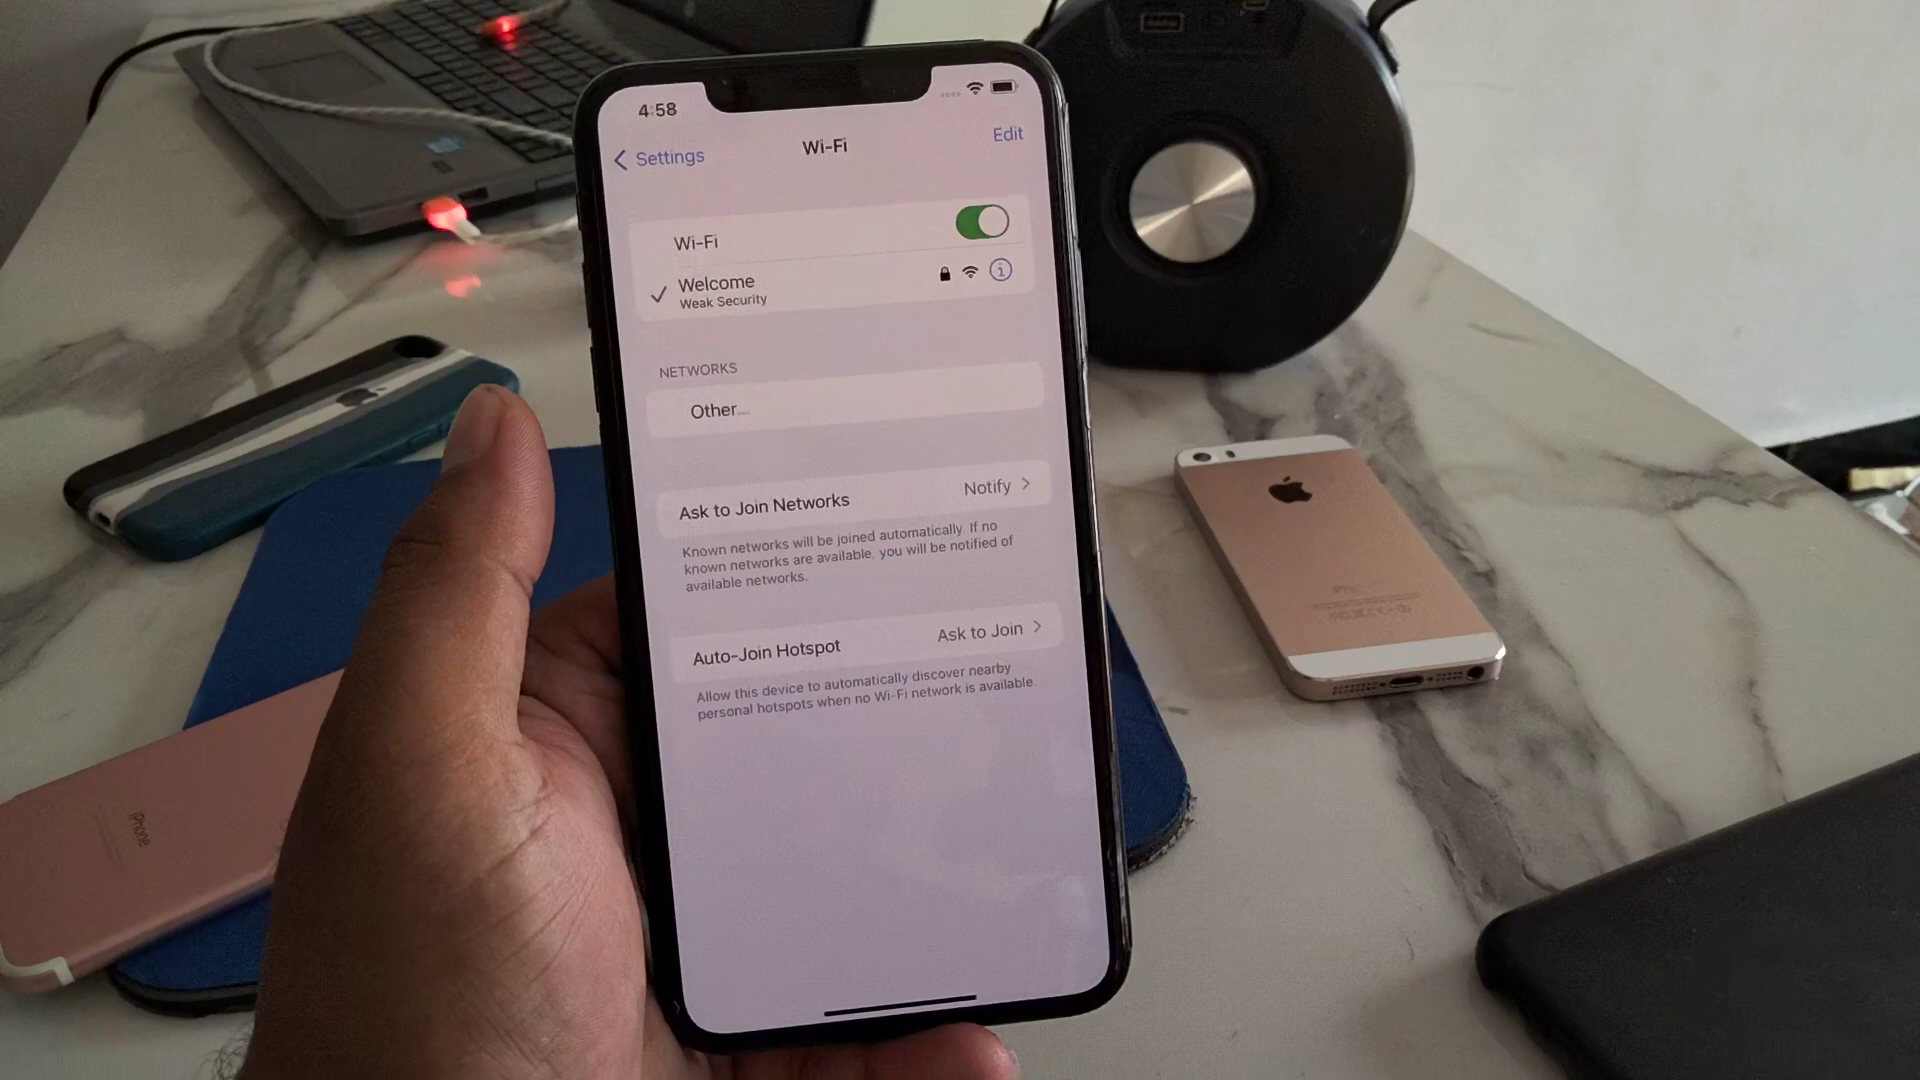 4:58
Settings
Wi-Fi
Edit
Wi-Fi
Welcome
Weak Security
NETWORKS
Other...
Ask to Join Networks
Notify
Known networks will be joined automatically. If no
known networks are available, you will be notified of
available networks.
Auto-Join Hotspot
Ask to Join
Allow this device to automatically discover nearby
personal hotspots when no Wi-Fi network is available.
iPhone